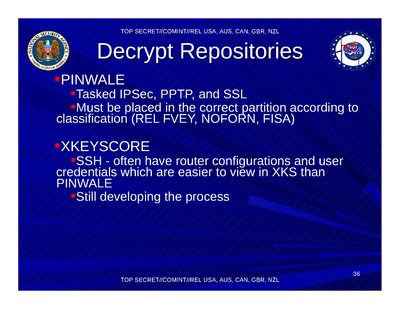 TOP SECRET//COMINT//REL USA, AUS, CAN, GBR, NZL
Decrypt Repositories
▪PINWALE
▪Tasked IPSec, PPTP, and SSL
▪Must be placed in the correct partition according to
classification (REL FVEY, NOFORN, FISA)
▪XKEYSCORE
▪SSH - often have router configurations and user
credentials which are easier to view in XKS than
PINWALE
▪Still developing the process
36
TOP SECRET//COMINT//REL USA, AUS, CAN, GBR, NZL